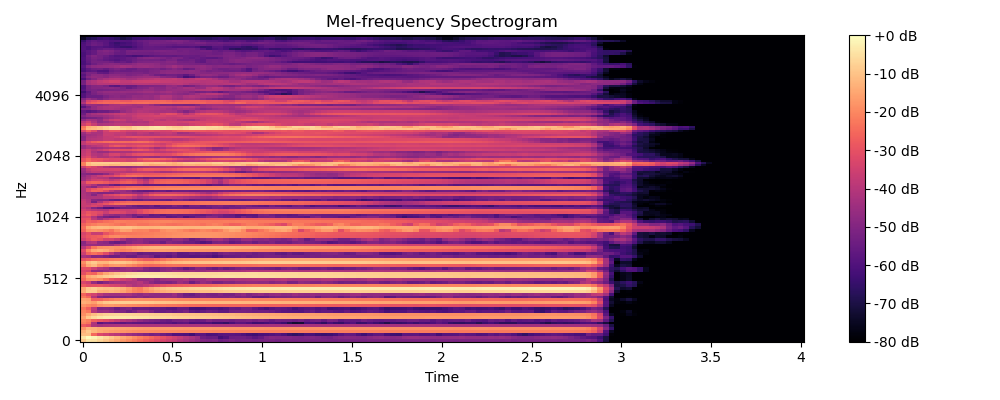 Mel-frequency Spectrogram
+0 dB
-10 dB
-20 dB
-30 dB
-40 dB
-50 dB
-60 dB
-70 dB
-80 dB
4096
2048
1024
512
0
Hz
0 0.5 1 1.5 2 2.5 3 3.5 4
Time